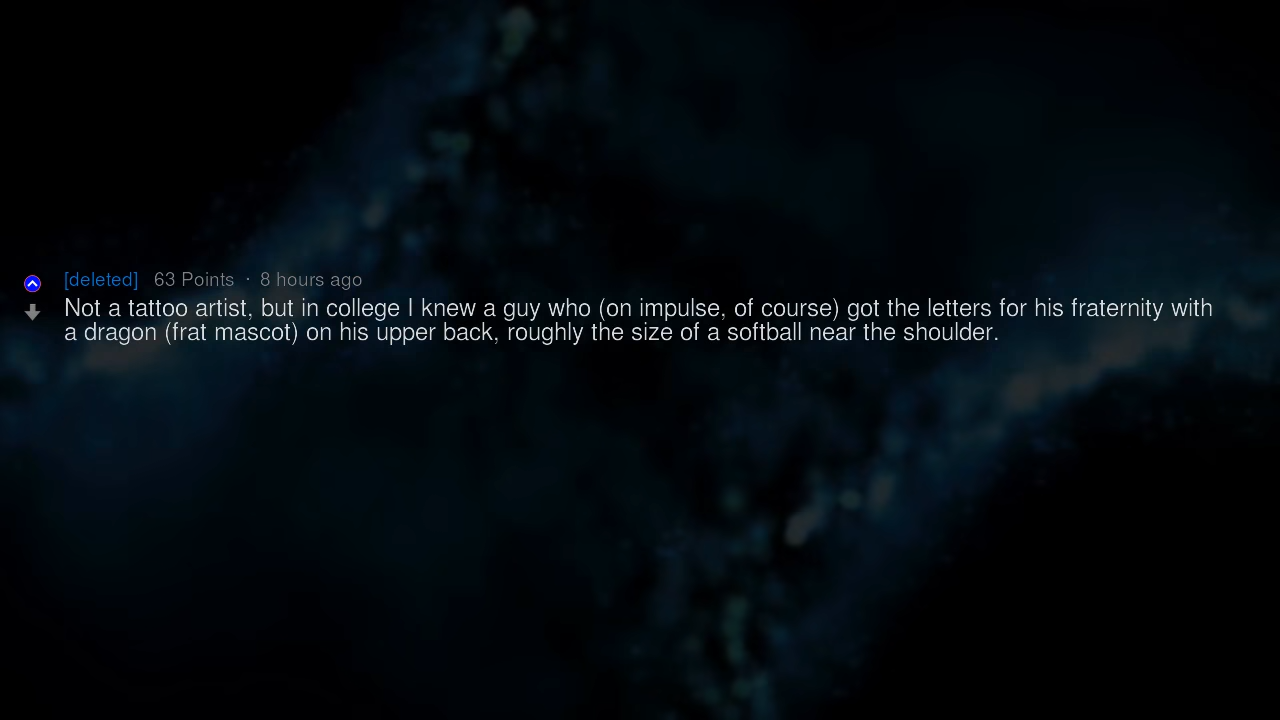 [deleted] 63 Points · 8 hours ago
Not a tattoo artist, but in college I knew a guy who (on impulse, of course) got the letters for his fraternity with
a dragon (frat mascot) on his upper back, roughly the size of a softball near the shoulder.